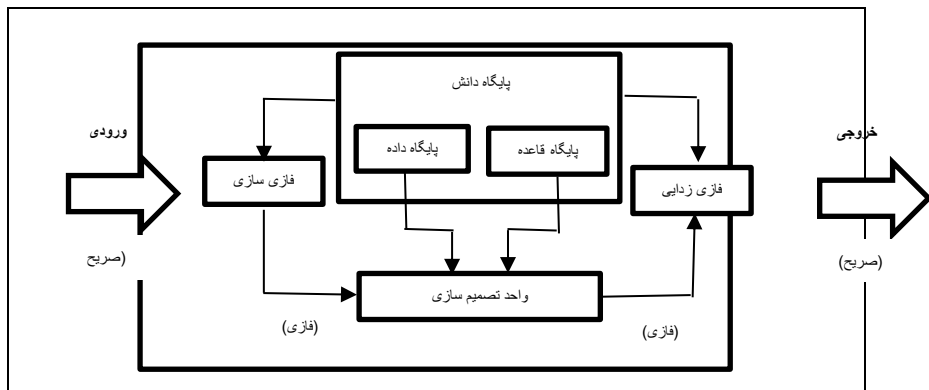 پایگاه دانش
ورودی
خروجی
پایگاه داده
پایگاه قاعده
فازی سازی
فازی زدایی
(صریح
(صریح)
واحد تصمیم سازی
(فازی)
(فازی)